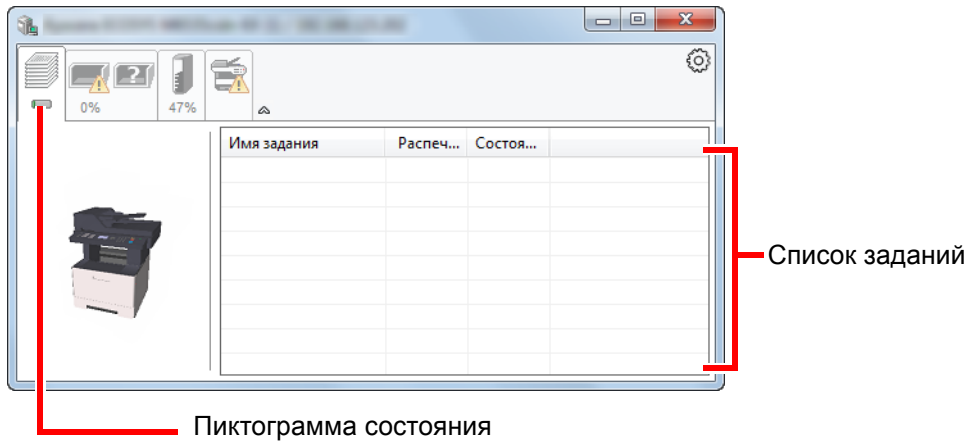 0%
47%
Имя задания Распеч... Состоя...
Список заданий
Пиктограмма состояния